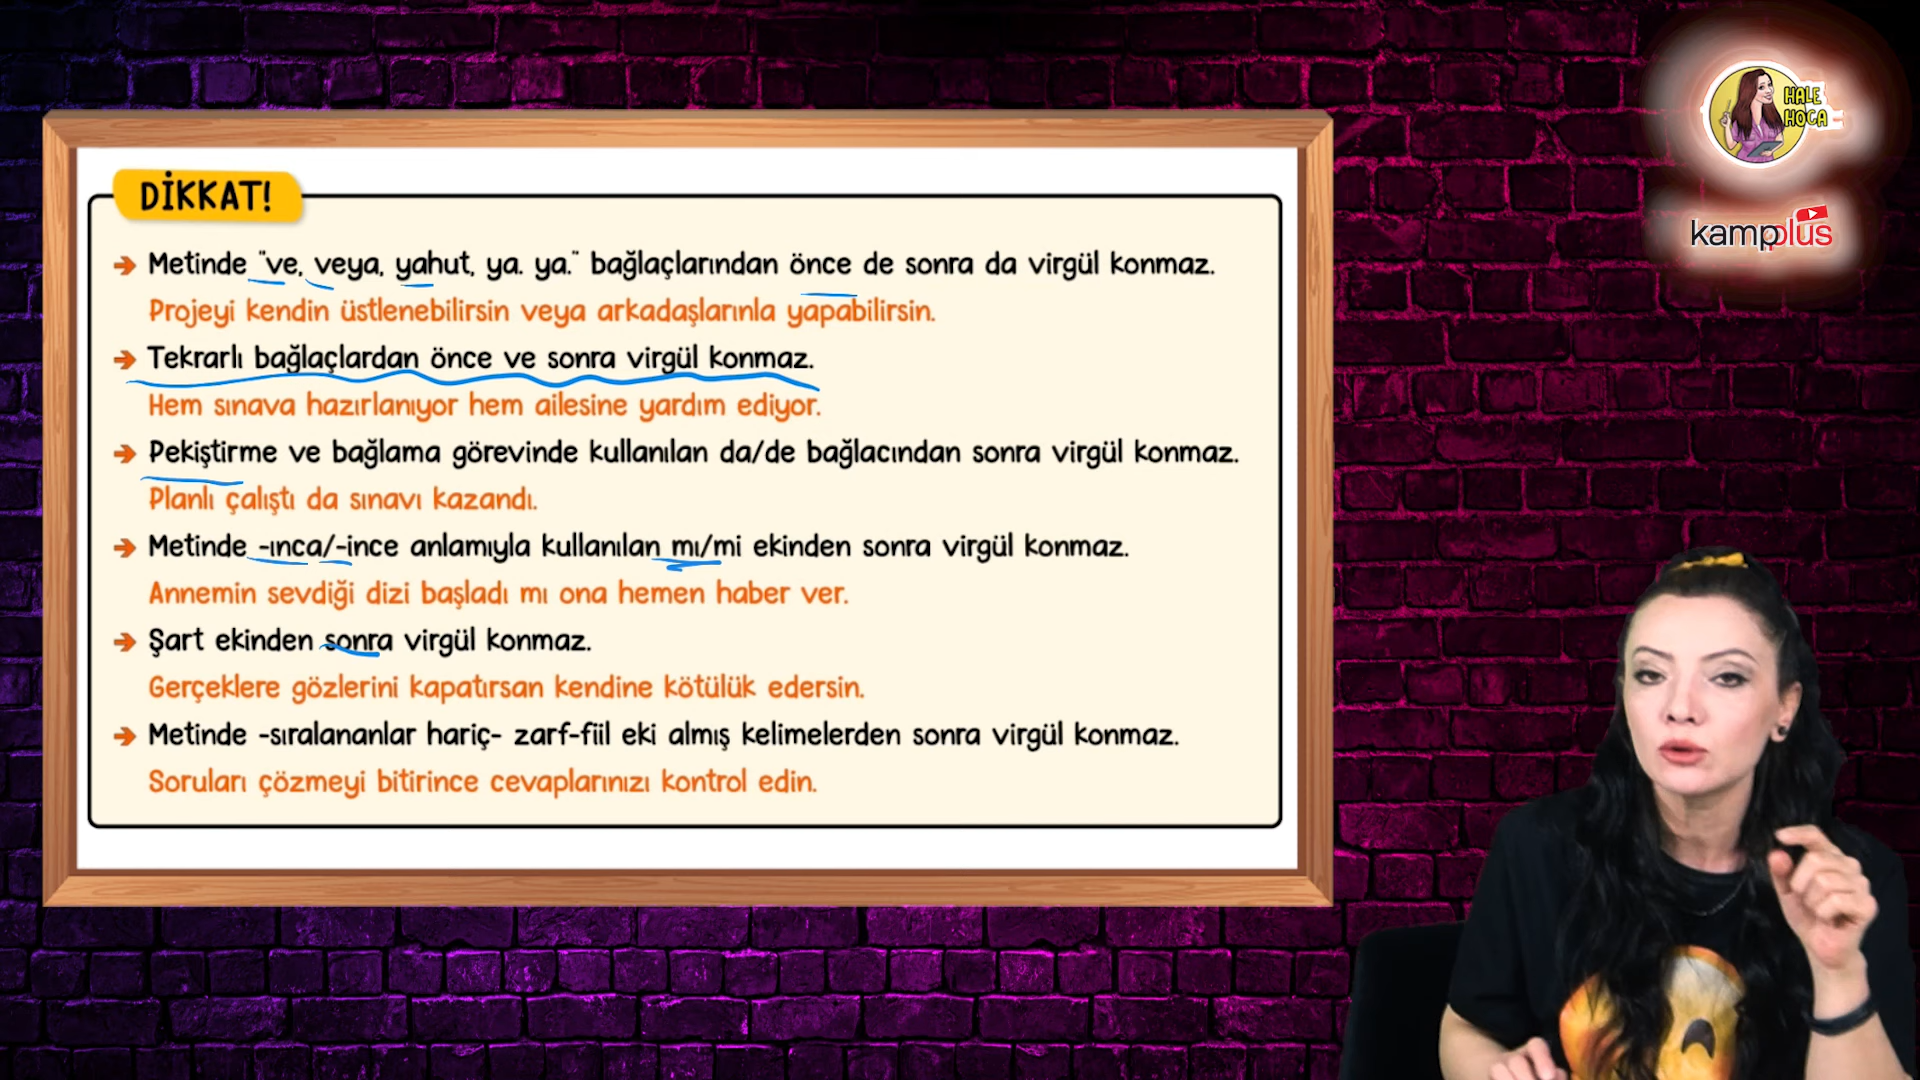 HALE
HOCA
kampplus
DİKKAT!
Metinde "ve, veya, yahut, ya. ya." bağlaçlarından önce de sonra da virgül konmaz.
Projeyi kendin üstlenebilirsin veya arkadaşlarınla yapabilirsin.
Tekrarlı bağlaçlardan önce ve sonra virgül konmaz.
Hem sınava hazırlanıyor hem ailesine yardım ediyor.
Pekiştirme ve bağlama görevinde kullanılan da/de bağlacından sonra virgül konmaz.
Planlı çalıştı da sınavı kazandı.
Metinde -ınca/-ince anlamıyla kullanılan mı/mi ekinden sonra virgül konmaz.
Annemin sevdiği dizi başladı mı ona hemen haber ver.
Şart ekinden sonra virgül konmaz.
Gerçeklere gözlerini kapatırsan kendine kötülük edersin.
Metinde -sıralananlar hariç- zarf-fiil eki almış kelimelerden sonra virgül konmaz.
Soruları çözmeyi bitirince cevaplarınızı kontrol edin.